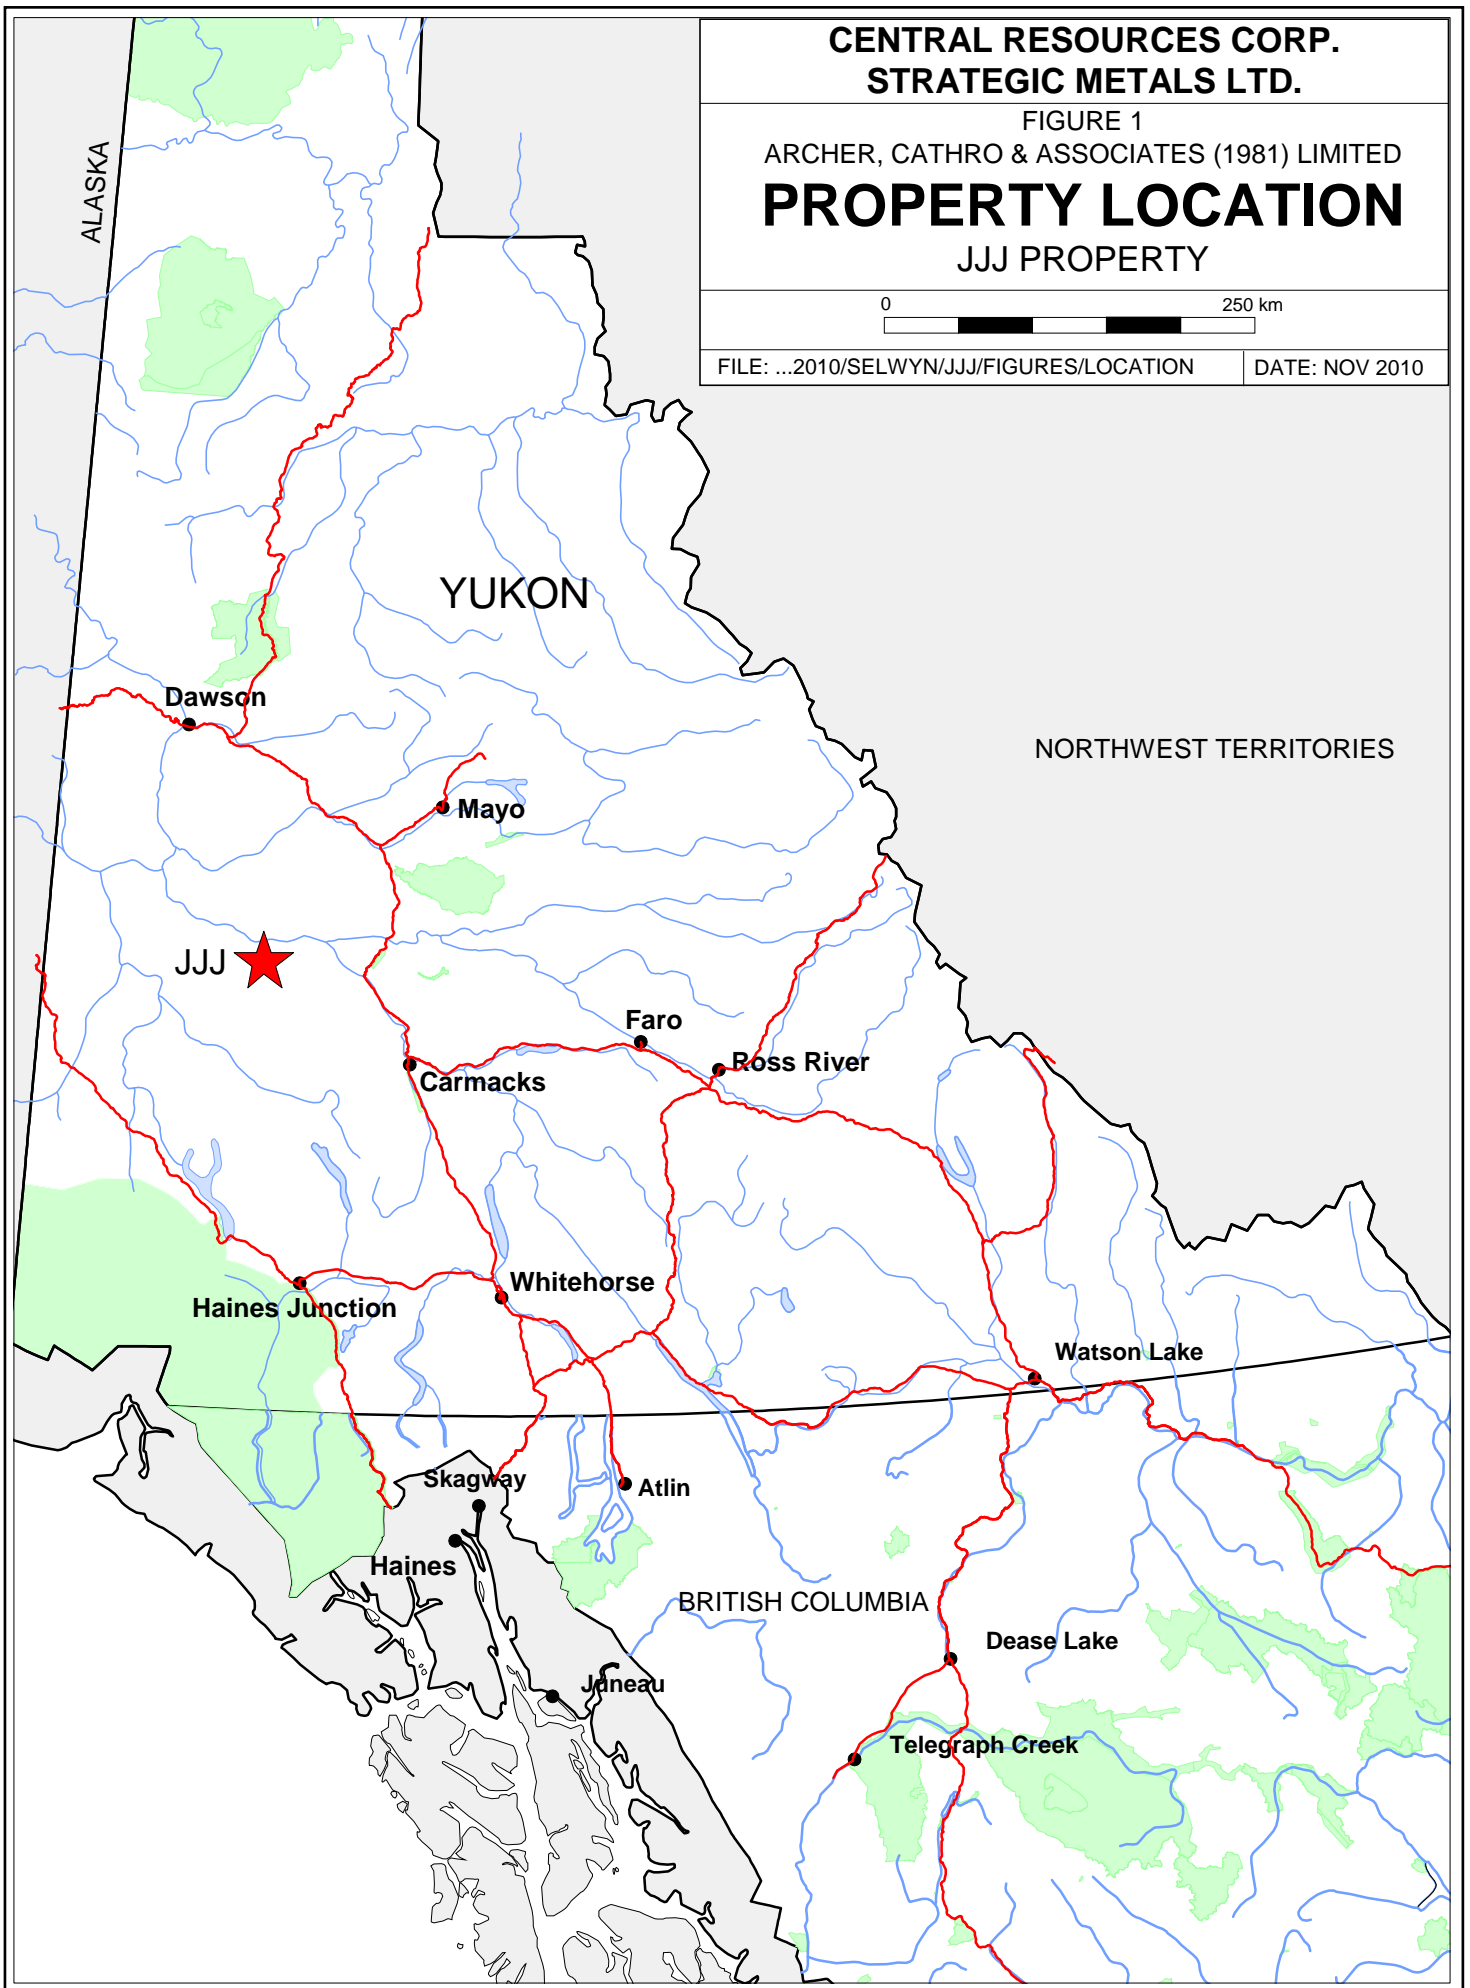 CENTRAL RESOURCES CORP.
STRATEGIC METALS LTD.
FIGURE 1
ARCHER, CATHRO & ASSOCIATES (1981) LIMITED
PROPERTY LOCATION
JJJ PROPERTY
0 250 km
FILE: ...2010/SELWYN/JJJ/FIGURES/LOCATION DATE: NOV 2010
ALASKA
YUKON
Dawson
NORTHWEST TERRITORIES
Mayo
JJJ
Faro
Ross River
Carmacks
Whitehorse
Haines Junction
Watson Lake
Skagway
Atlin
Haines
BRITISH COLUMBIA
Dease Lake
Juneau
Telegraph Creek